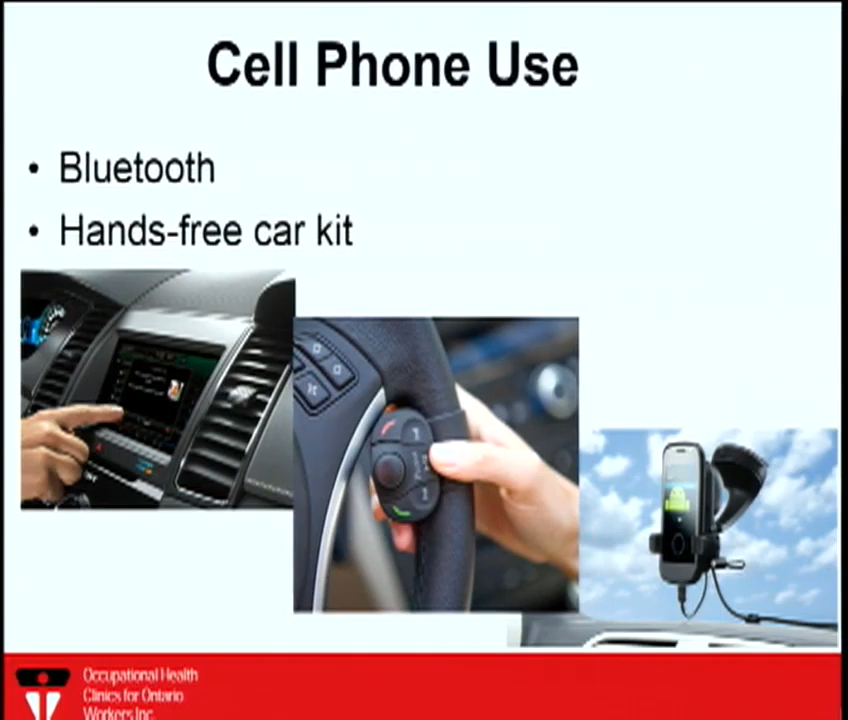 Cell Phone Use
• Bluetooth
• Hands-free car kit
Occupational Health
Clinics for Ontario
Workers Inc.